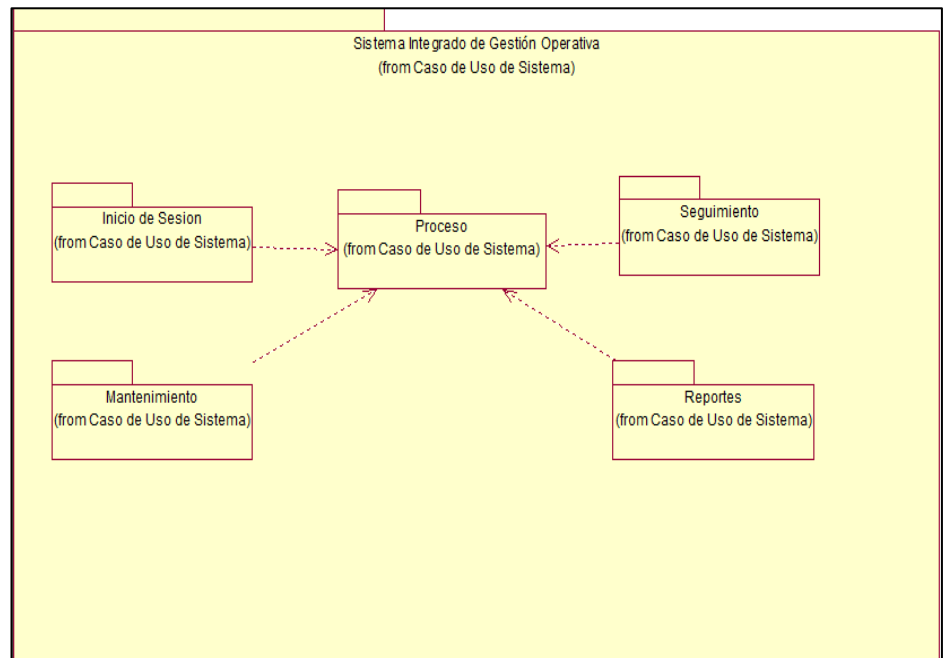 Sistema Integrado de Gestión Operativa
(from Caso de Uso de Sistema)
Inicio de Sesion
(from Caso de Uso de Sistema)
Proceso
(from Caso de Uso de Sistema)
Seguimiento
(from Caso de Uso de Sistema)
Mantenimiento
(from Caso de Uso de Sistema)
Reportes
(from Caso de Uso de Sistema)